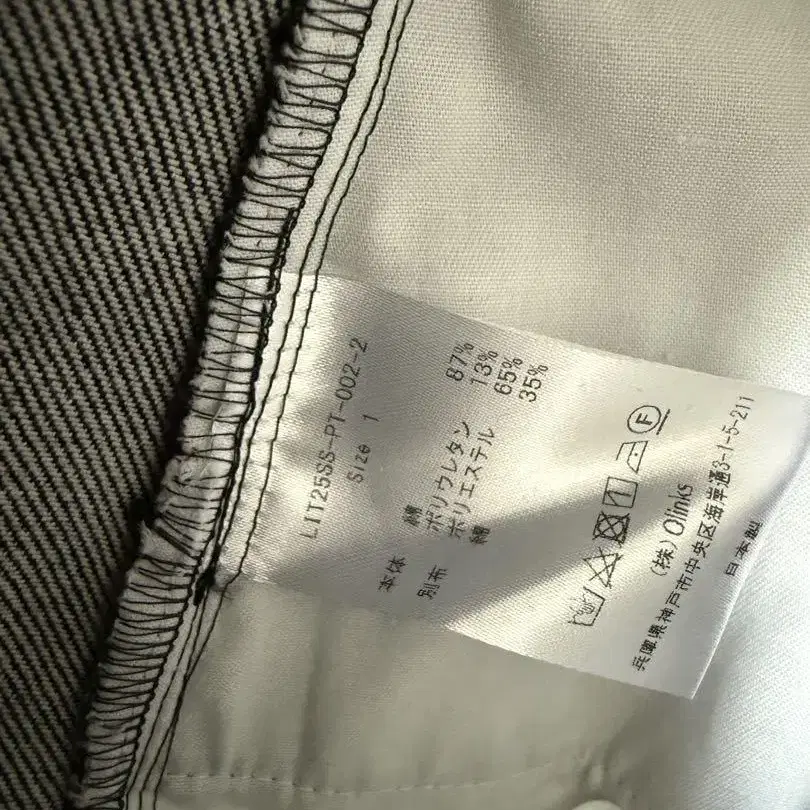 LIT25SS-PT-002-2
Size 1
本体 綿 87%
ポリウレタン 13%
別布 ポリエステル 65%
綿 35%
F
(株)Olinks
兵庫県神戸市中央区海岸通3-1-5-211
日本製